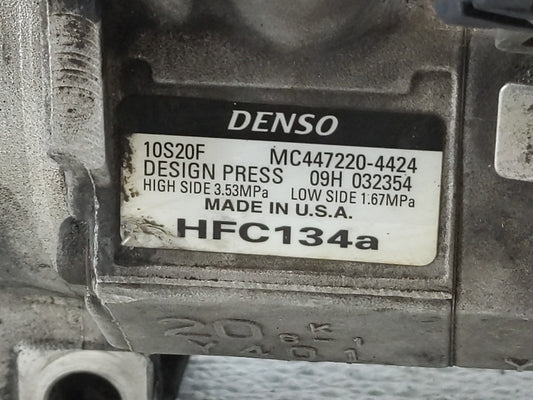 DENSO
10S20F MC447220-4424
DESIGN PRESS 09H 032354
HIGH SIDE 3.53MPa LOW SIDE 1.67MPa
MADE IN U.S.A.
HFC134a
20